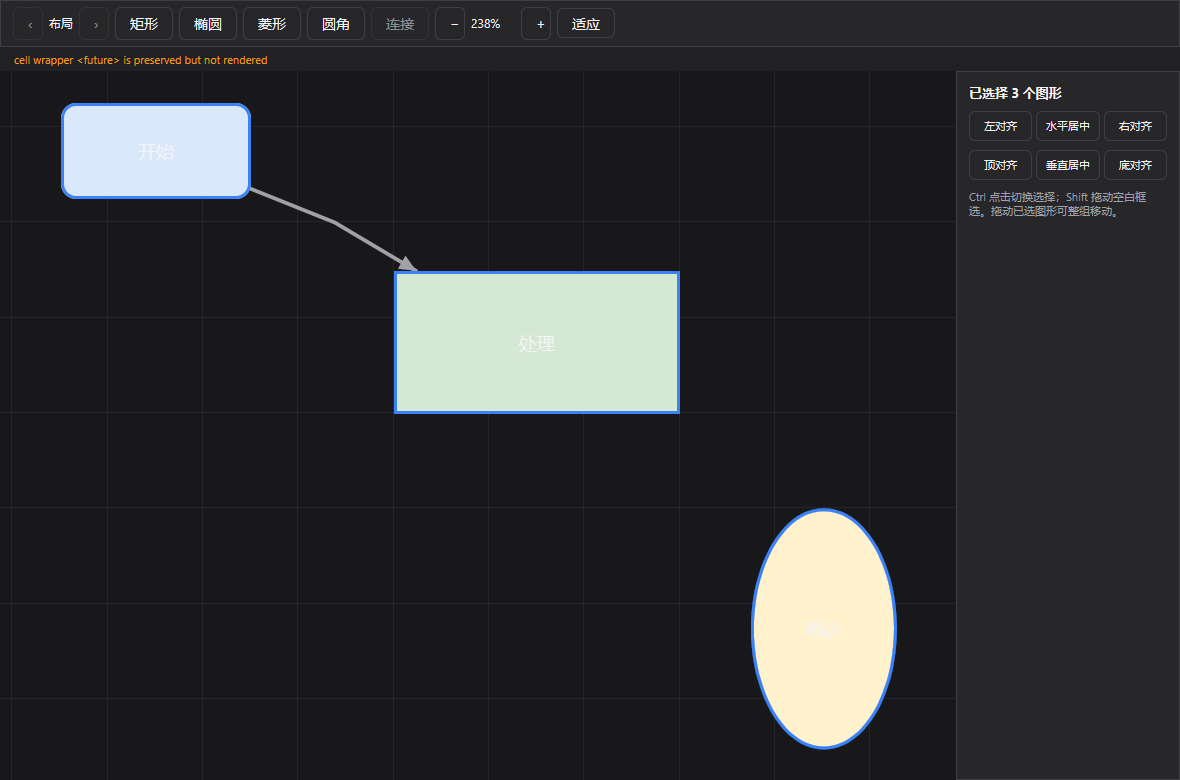 ‹ 布局 › 矩形 椭圆 菱形 圆角 连接 − 238% + 适应
cell wrapper <future> is preserved but not rendered
已选择 3 个图形
左对齐 水平居中 右对齐
顶对齐 垂直居中 底对齐
Ctrl 点击切换选择；Shift 拖动空白框
选。拖动已选图形可整组移动。
开始
处理